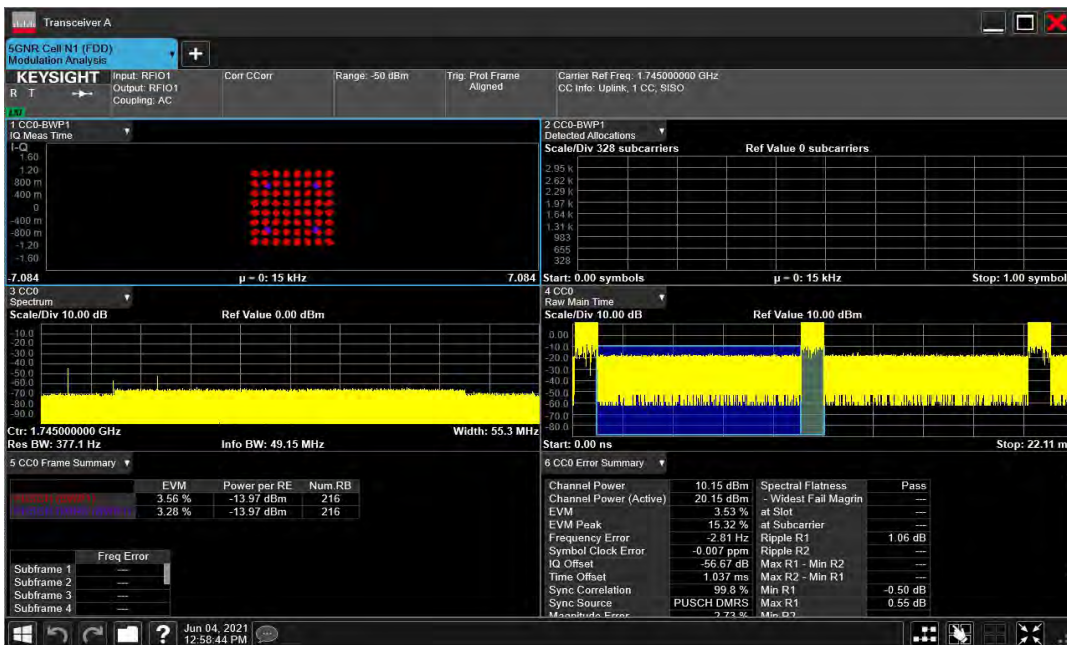 Transceiver A
5GNR Cell N1 (FDD)
Modulation Analysis
+
KEYSIGHT
R T
Input: RFIO1
Output: RFIO1
Coupling: AC
Corr CCorr
Range: -50 dBm
Trig: Prot Frame
Aligned
Carrier Ref Freq: 1.745000000 GHz
CC Info: Uplink, 1 CC, SISO
1 CC0-BWP1
IQ Meas Time
I-Q
1.60
1.20
800 m
400 m
0
-400 m
-800 m
-1.20
-1.60
-7.084
μ = 0: 15 kHz
7.084
2 CC0-BWP1
Detected Allocations
Scale/Div 328 subcarriers
Ref Value 0 subcarriers
2.95 k
2.62 k
2.29 k
1.97 k
1.64 k
1.31 k
983
655
328
Start: 0.00 symbols
μ = 0: 15 kHz
Stop: 1.00 symbol
3 CC0
Spectrum
Scale/Div 10.00 dB
Ref Value 0.00 dBm
-10.0
-20.0
-30.0
-40.0
-50.0
-60.0
-70.0
-80.0
-90.0
Ctr: 1.745000000 GHz
Width: 55.3 MHz
Res BW: 377.1 Hz
Info BW: 49.15 MHz
4 CC0
Raw Main Time
Scale/Div 10.00 dB
Ref Value 10.00 dBm
0.00
-10.0
-20.0
-30.0
-40.0
-50.0
-60.0
-70.0
-80.0
Start: 0.00 ns
Stop: 22.11 m
5 CC0 Frame Summary
EVM Power per RE Num.RB
3.56 % -13.97 dBm 216
3.28 % -13.97 dBm 216
Freq Error
Subframe 1 ---
Subframe 2 ---
Subframe 3 ---
Subframe 4 ---
6 CC0 Error Summary
Channel Power 10.15 dBm Spectral Flatness Pass
Channel Power (Active) 20.15 dBm - Widest Fail Magrin ---
EVM 3.53 % at Slot ---
EVM Peak 15.32 % at Subcarrier ---
Frequency Error -2.81 Hz Ripple R1 1.06 dB
Symbol Clock Error -0.007 ppm Ripple R2 ---
IQ Offset -56.67 dB Max R1 - Min R2 ---
Time Offset 1.037 ms Max R2 - Min R1 ---
Sync Correlation 99.8 % Min R1 -0.50 dB
Sync Source PUSCH DMRS Max R1 0.55 dB
Magnitude Error 2.73 % Min R2
?
Jun 04, 2021
12:58:44 PM